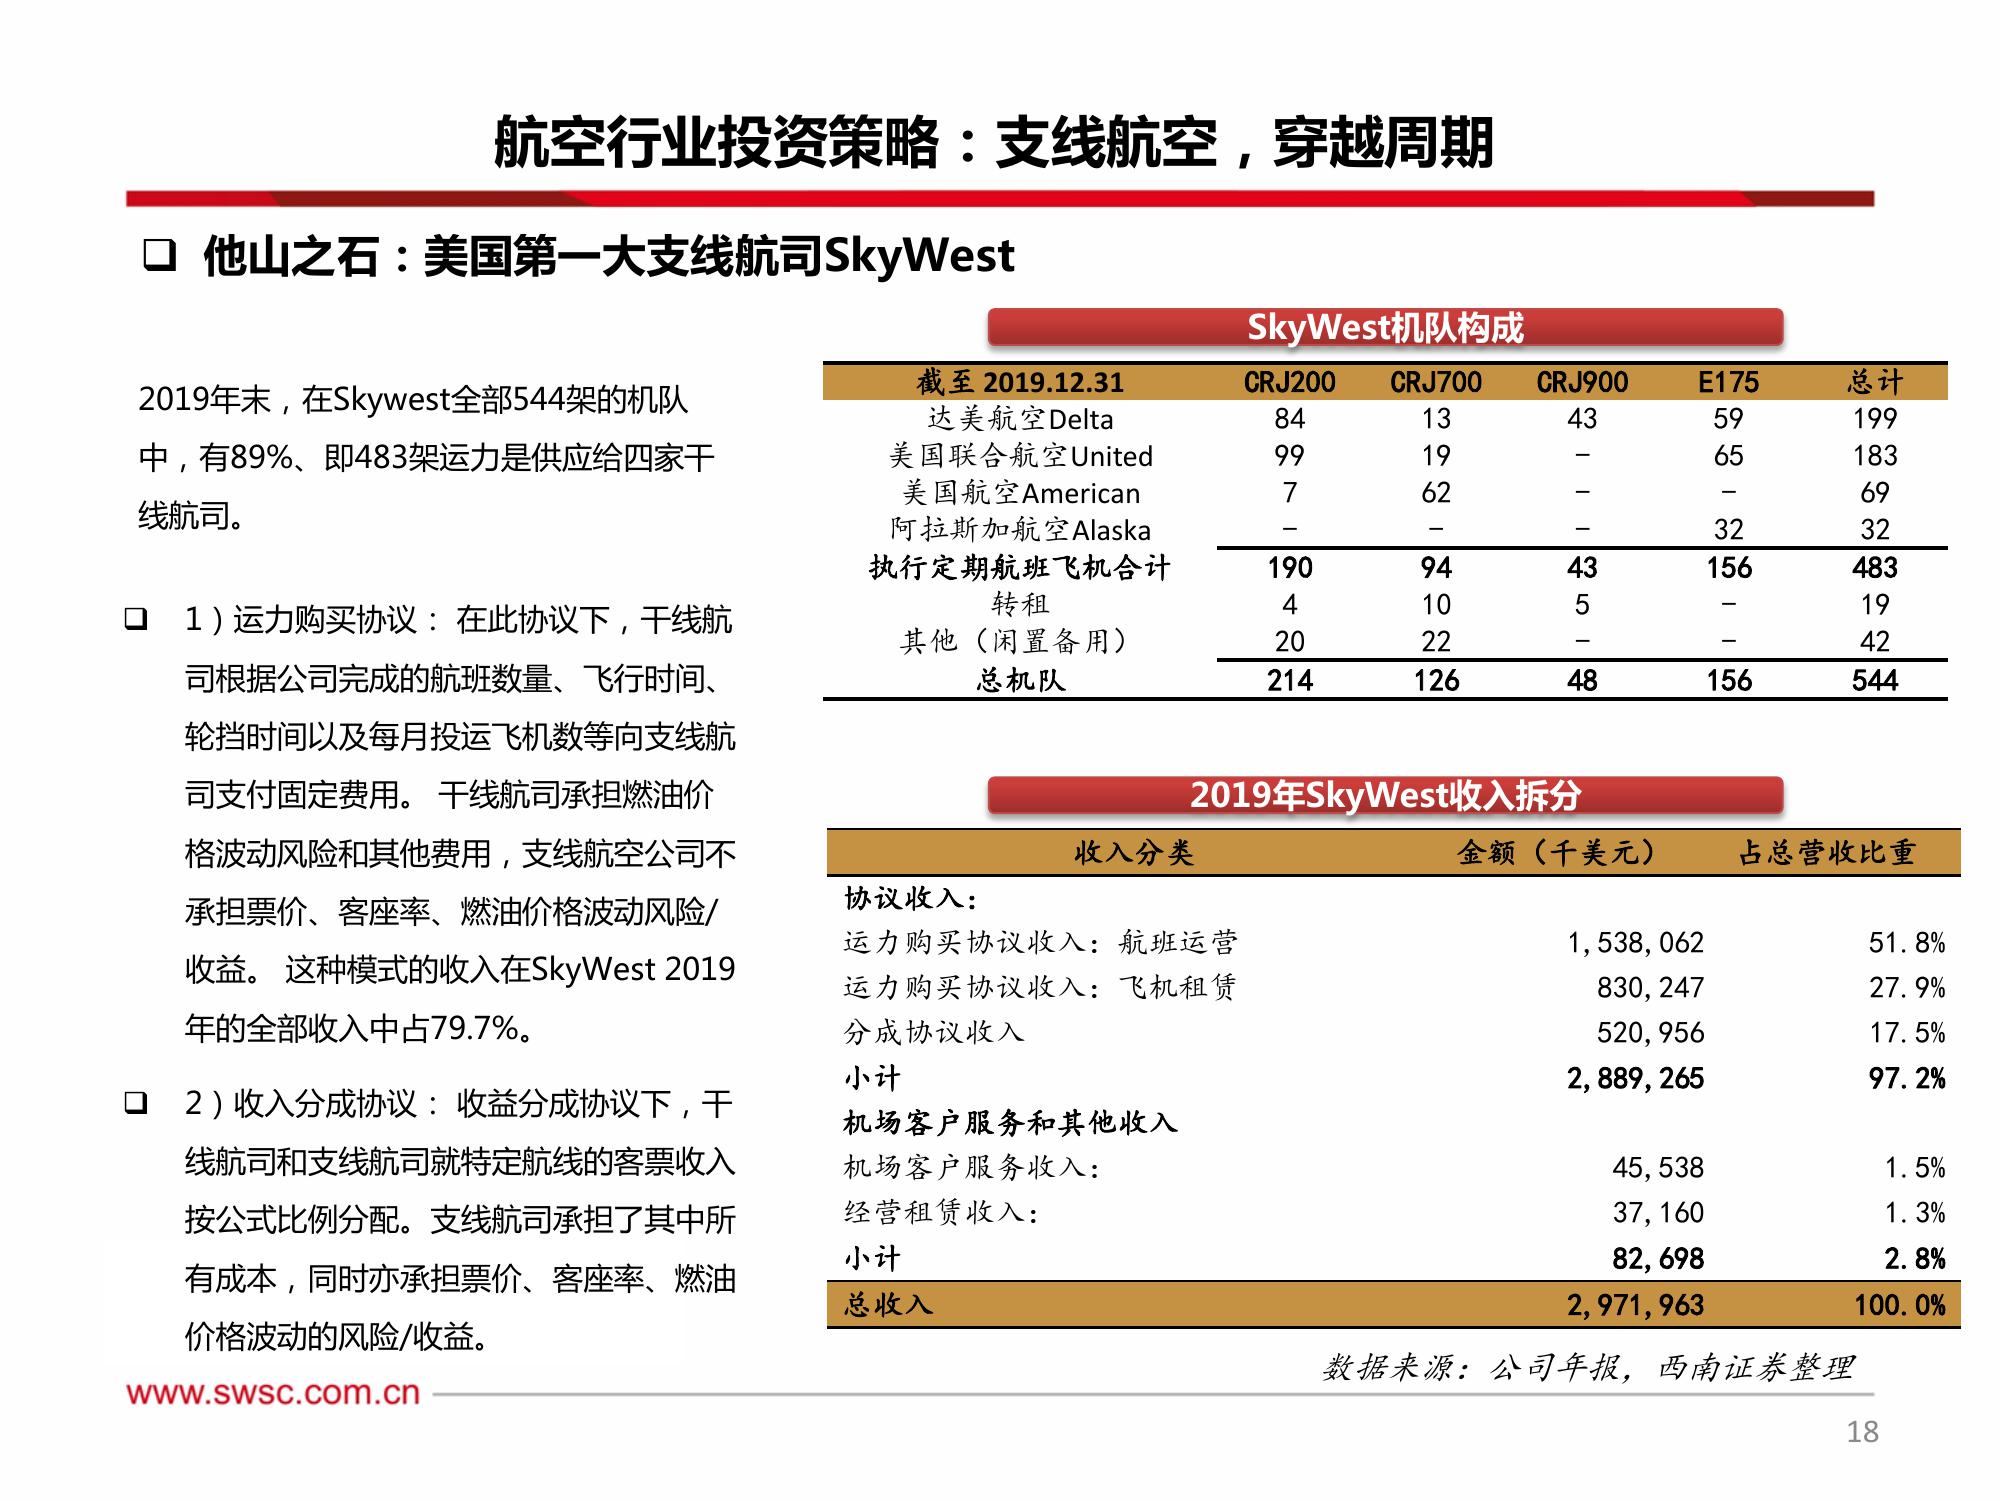 航空行业投资策略：支线航空，穿越周期
他山之石：美国第一大支线航司SkyWest
2019年末，在Skywest全部544架的机队
中，有89%、即483架运力是供应给四家干
线航司。
1）运力购买协议： 在此协议下，干线航
司根据公司完成的航班数量、飞行时间、
轮挡时间以及每月投运飞机数等向支线航
司支付固定费用。 干线航司承担燃油价
格波动风险和其他费用，支线航空公司不
承担票价、客座率、燃油价格波动风险/
收益。 这种模式的收入在SkyWest 2019
年的全部收入中占79.7%。
2）收入分成协议： 收益分成协议下，干
线航司和支线航司就特定航线的客票收入
按公式比例分配。支线航司承担了其中所
有成本，同时亦承担票价、客座率、燃油
价格波动的风险/收益。
SkyWest机队构成
截至 2019.12.31 CRJ200 CRJ700 CRJ900 E175 总计
达美航空Delta 84 13 43 59 199
美国联合航空United 99 19 – 65 183
美国航空American 7 62 – – 69
阿拉斯加航空Alaska – – – 32 32
执行定期航班飞机合计 190 94 43 156 483
转租 4 10 5 – 19
其他（闲置备用） 20 22 – – 42
总机队 214 126 48 156 544
2019年SkyWest收入拆分
收入分类 金额（千美元） 占总营收比重
协议收入：
运力购买协议收入：航班运营 1,538,062 51.8%
运力购买协议收入：飞机租赁 830,247 27.9%
分成协议收入 520,956 17.5%
小计 2,889,265 97.2%
机场客户服务和其他收入
机场客户服务收入： 45,538 1.5%
经营租赁收入： 37,160 1.3%
小计 82,698 2.8%
总收入 2,971,963 100.0%
数据来源：公司年报，西南证券整理
www.swsc.com.cn
18